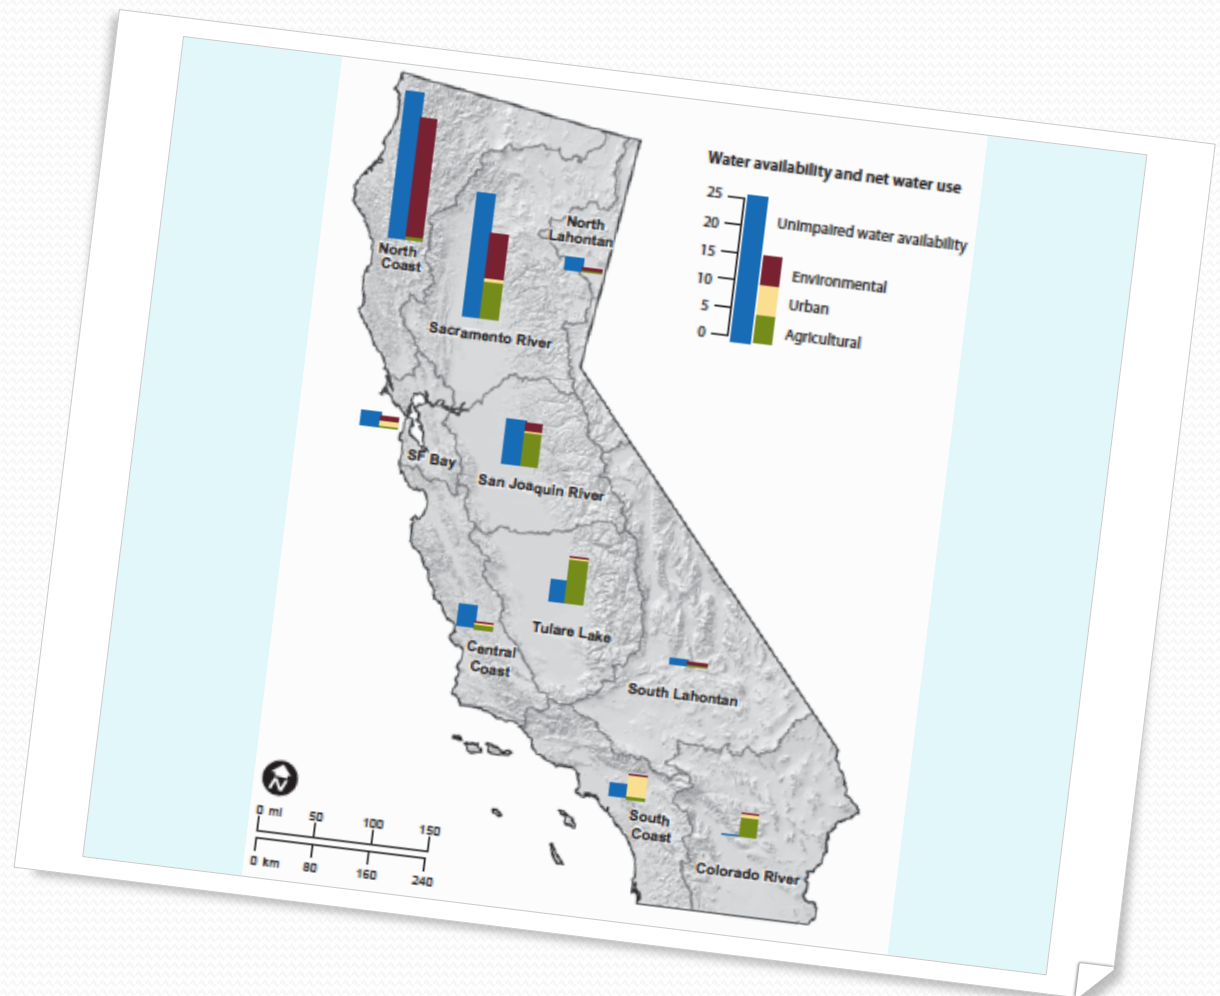 Water availability and net water use
25
20
15
10
5
0
Unimpaired water availability
Environmental
Urban
Agricultural
North
Coast
North
Lahontan
Sacramento River
SF Bay
San Joaquin River
Tulare Lake
Central
Coast
South Lahontan
South
Coast
Colorado River
N
0 mi 50 100 150
0 km 80 160 240